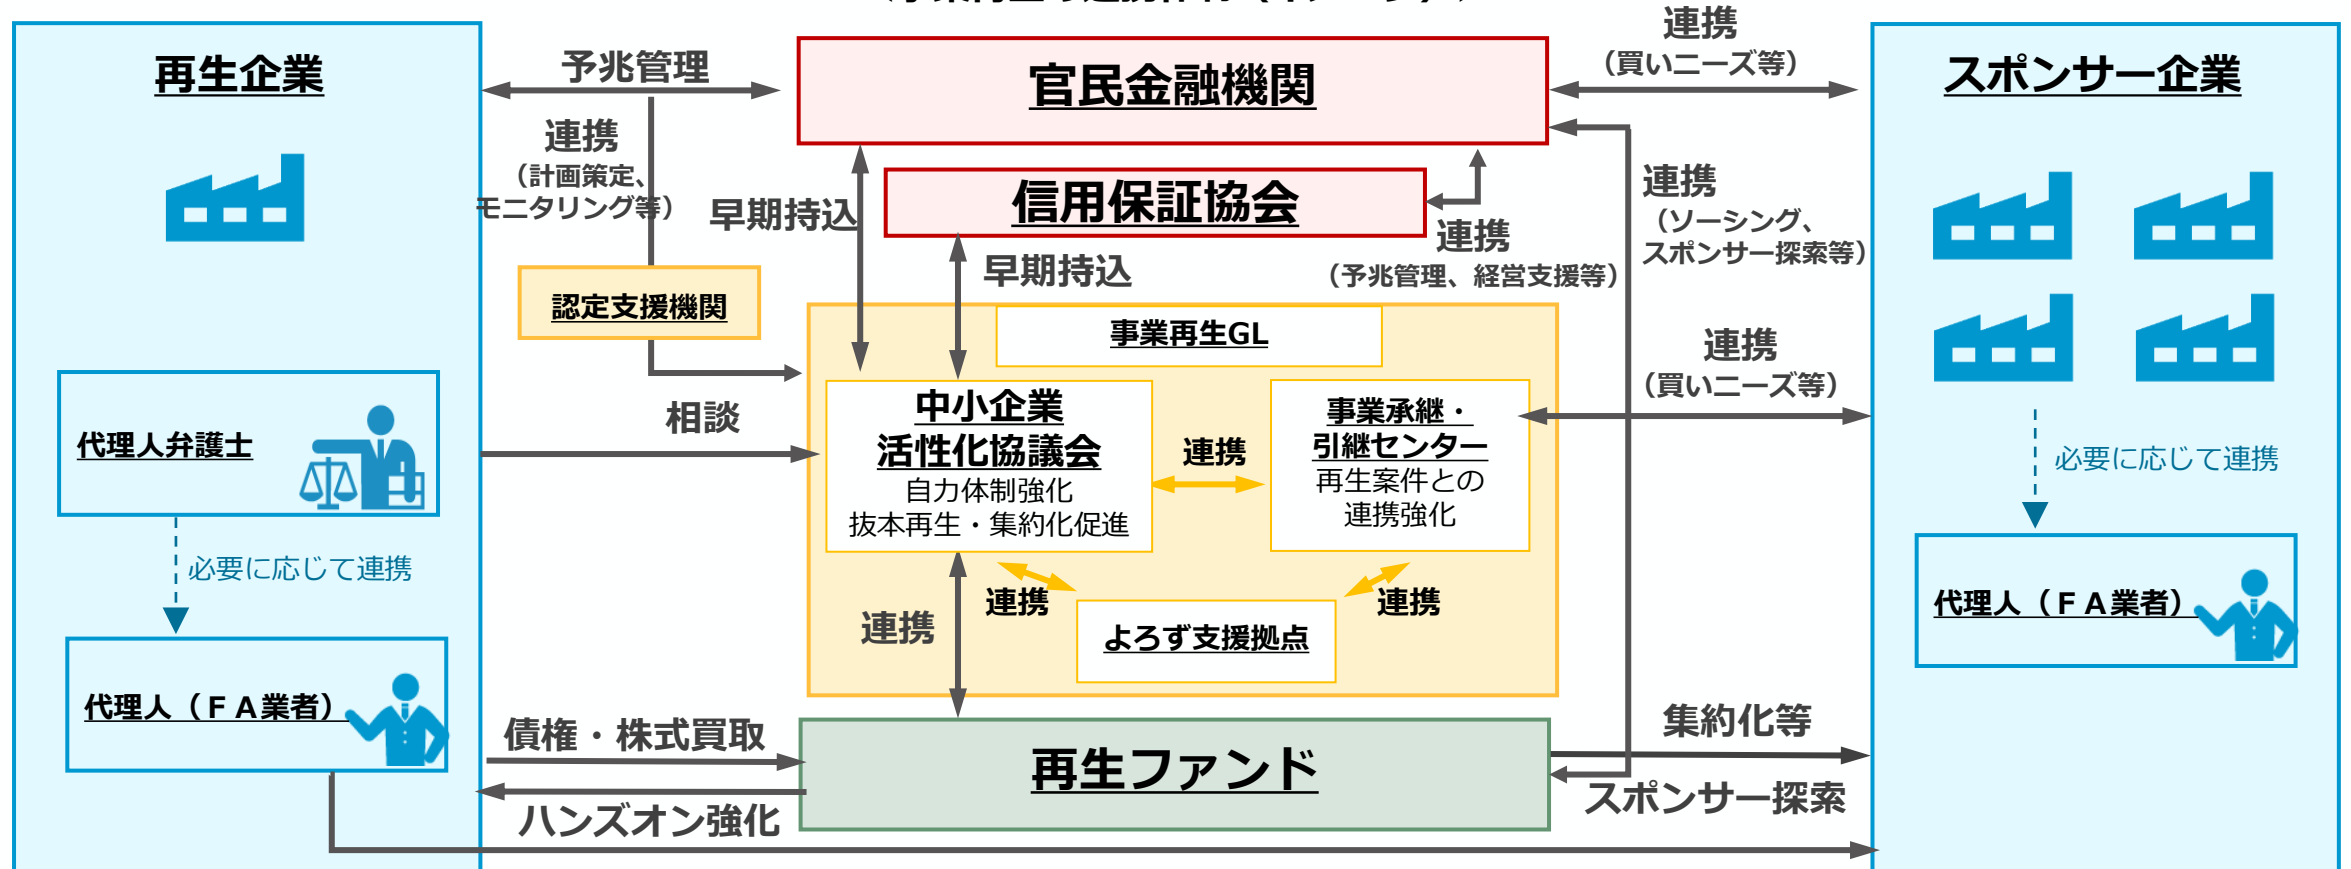 再生企業
予兆管理
官民金融機関
連携
（買いニーズ等）
スポンサー企業
連携
（計画策定、
モニタリング等）
早期持込
信用保証協会
連携
（予兆管理、経営支援等）
連携
（ソーシング、
スポンサー探索等）
早期持込
認定支援機関
事業再生GL
連携
（買いニーズ等）
相談
中小企業
活性化協議会
自力体制強化
抜本再生・集約化促進
連携
事業承継・
引継センター
再生案件との
連携強化
代理人弁護士
必要に応じて連携
必要に応じて連携
連携
連携
連携
よろず支援拠点
代理人（ＦＡ業者）
代理人（ＦＡ業者）
債権・株式買取
再生ファンド
集約化等
ハンズオン強化
スポンサー探索